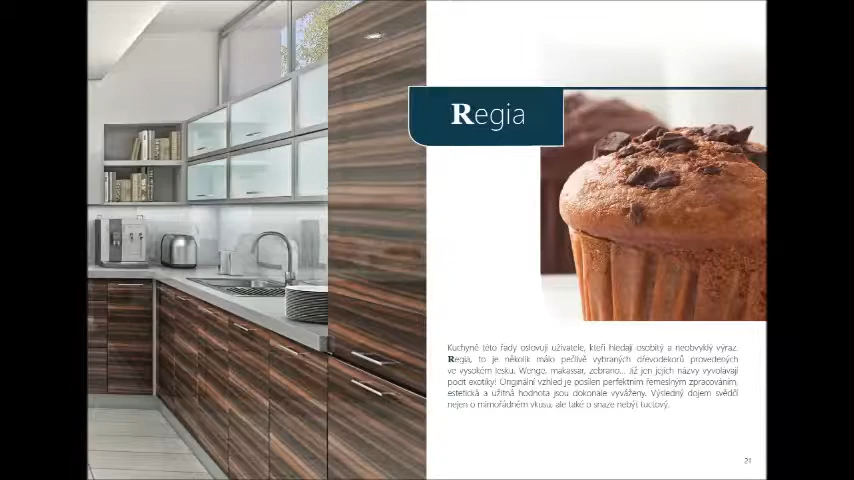 Regia
Kuchyně této řady oslovují uživatele, kteří hledají osobitý a neobvyklý výraz.
Regia, to je několik málo pečlivě vybraných dřevodekorů provedených
ve vysokém lesku. Wenge, makassar, zebrano... Již jen jejich názvy vyvolávají
pocit exotiky! Originální vzhled je posílen perfektním řemeslným zpracováním,
estetická a užitná hodnota jsou dokonale vyváženy. Výsledný dojem svědčí
nejen o mimořádném vkusu, ale také o snaze nebýt tuctový.
21